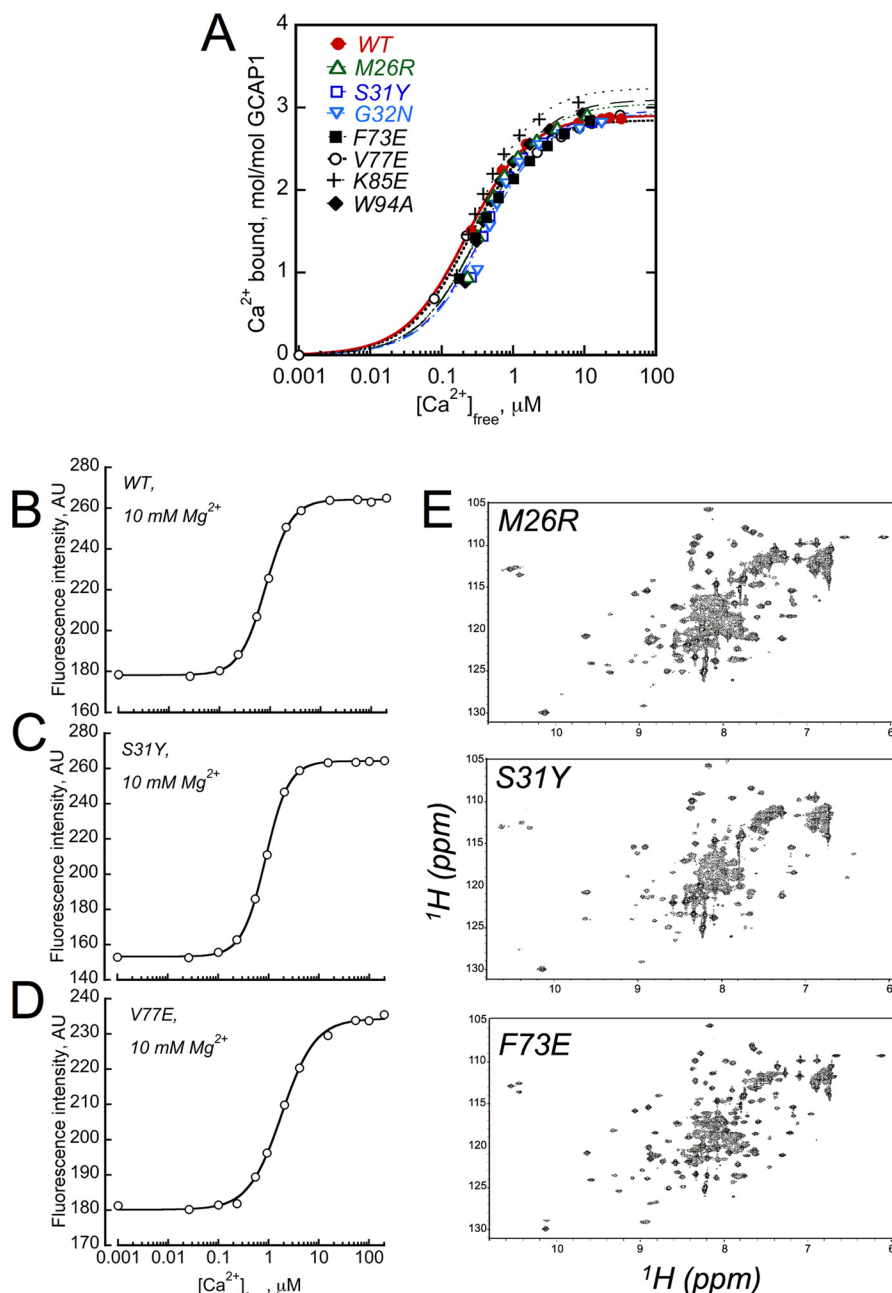 A
WT
M26R
S31Y
G32N
F73E
V77E
K85E
W94A
Ca²⁺ bound, mol/mol GCAP1
4
3
2
1
0
0.001 0.01 0.1 1 10 100
[Ca²⁺]free, μM
B
WT,
10 mM Mg²⁺
Fluorescence intensity, AU
280
260
240
220
200
180
160
C
S31Y,
10 mM Mg²⁺
Fluorescence intensity, AU
280
260
240
220
200
180
160
140
D
V77E,
10 mM Mg²⁺
Fluorescence intensity, AU
240
230
220
210
200
190
180
170
0.001 0.01 0.1 1 10 100
[Ca²⁺] , μM
E
M26R
105
110
115
120
125
130
10 9 8 7 6
S31Y
105
110
115
120
125
130
10 9 8 7 6
¹H (ppm)
F73E
105
110
115
120
125
130
10 9 8 7 6
¹H (ppm)